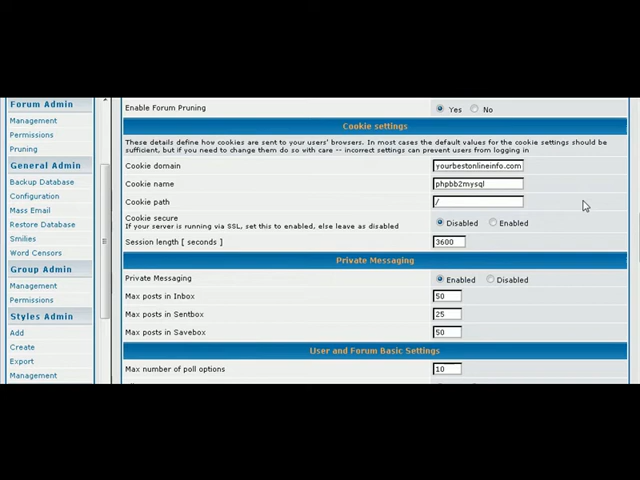 Forum Admin
Management
Permissions
Pruning
General Admin
Backup Database
Configuration
Mass Email
Restore Database
Smilies
Word Censors
Group Admin
Management
Permissions
Styles Admin
Add
Create
Export
Management
Enable Forum Pruning Yes No
Cookie settings
These details define how cookies are sent to your users' browsers. In most cases the default values for the cookie settings should be
sufficient, but if you need to change them do so with care -- incorrect settings can prevent users from logging in
Cookie domain yourbestonlineinfo.com
Cookie name phpbb2mysql
Cookie path /
Cookie secure
If your server is running via SSL, set this to enabled, else leave as disabled Disabled Enabled
Session length [ seconds ] 3600
Private Messaging
Private Messaging Enabled Disabled
Max posts in Inbox 50
Max posts in Sentbox 25
Max posts in Savebox 50
User and Forum Basic Settings
Max number of poll options 10